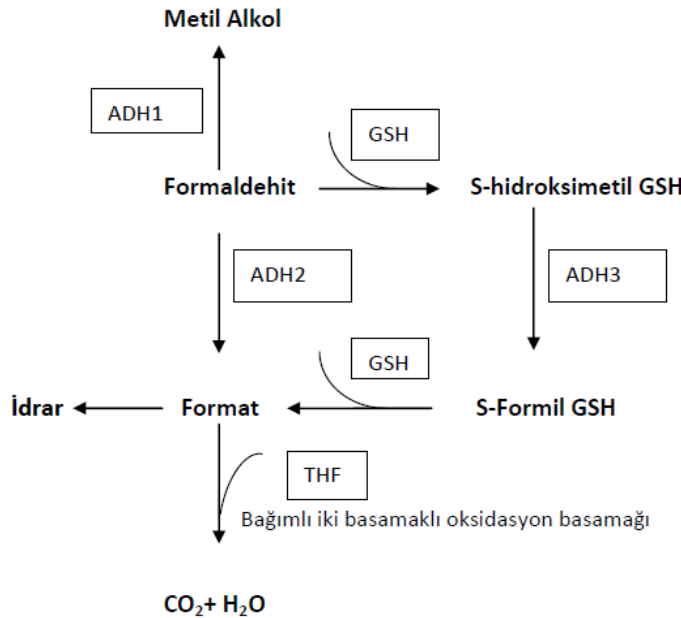 Metil Alkol
ADH1
GSH
Formaldehit
S-hidroksimetil GSH
ADH2
ADH3
GSH
İdrar
Format
S-Formil GSH
THF
Bağımlı iki basamaklı oksidasyon basamağı
CO₂+ H₂O